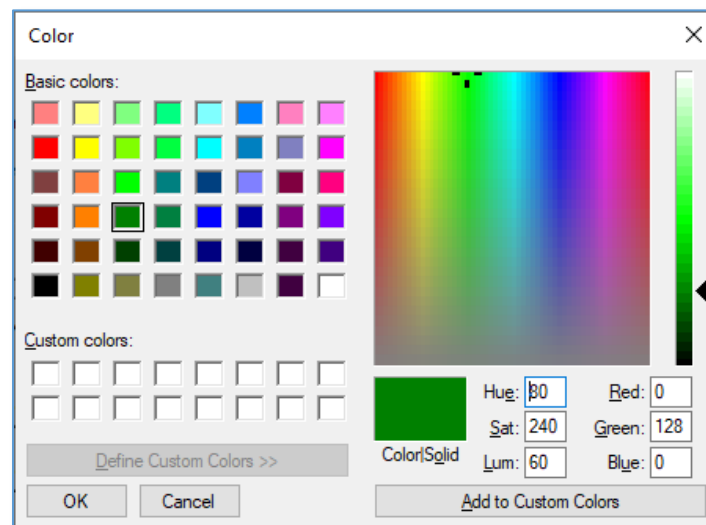 Color
Basic colors:
Custom colors:
Define Custom Colors >>
OK Cancel
Color|Solid
Hue: 80 Red: 0
Sat: 240 Green: 128
Lum: 60 Blue: 0
Add to Custom Colors